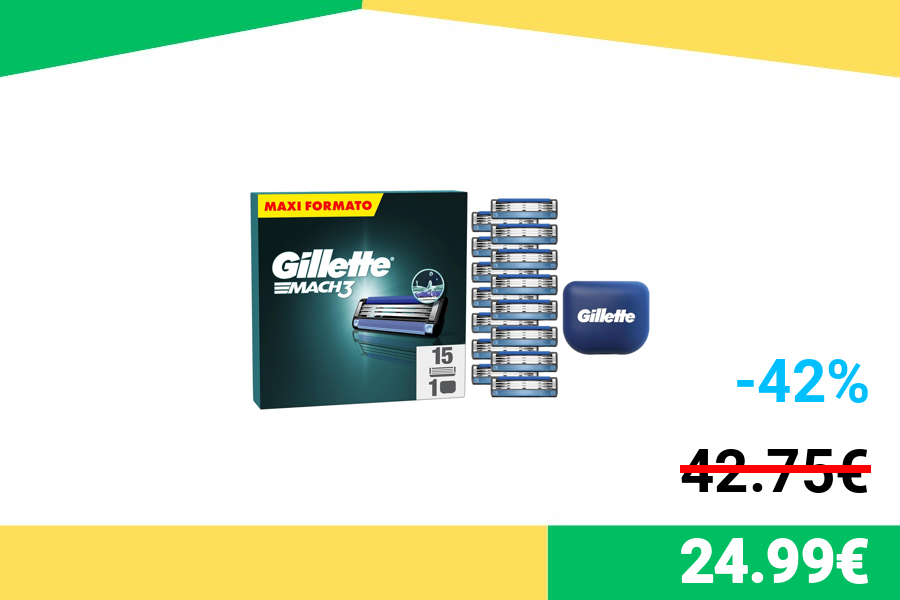 MAXI FORMATO
Gillette®
MACH3
15
1
Gillette
-42%
42.75€
24.99€